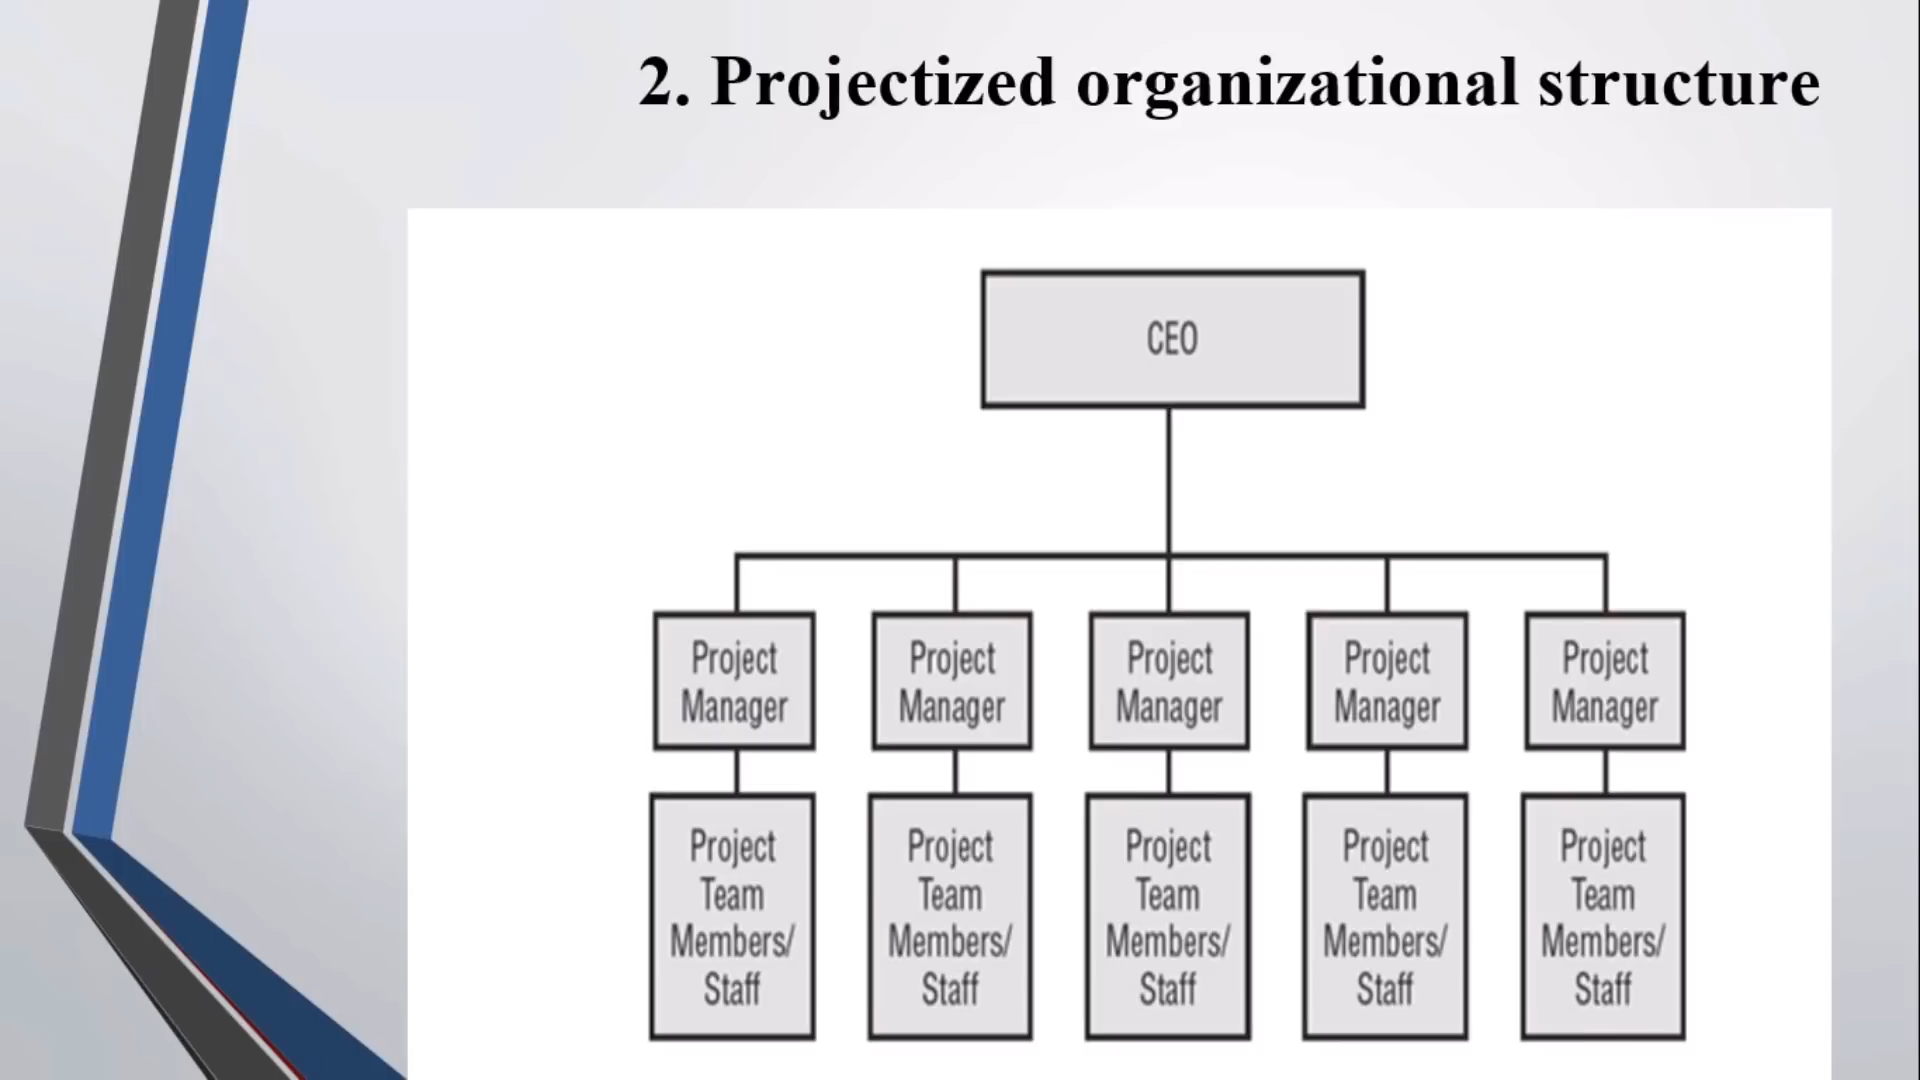 2. Projectized organizational structure
CEO
Project
Manager
Project
Manager
Project
Manager
Project
Manager
Project
Manager
Project
Team
Members/
Staff
Project
Team
Members/
Staff
Project
Team
Members/
Staff
Project
Team
Members/
Staff
Project
Team
Members/
Staff